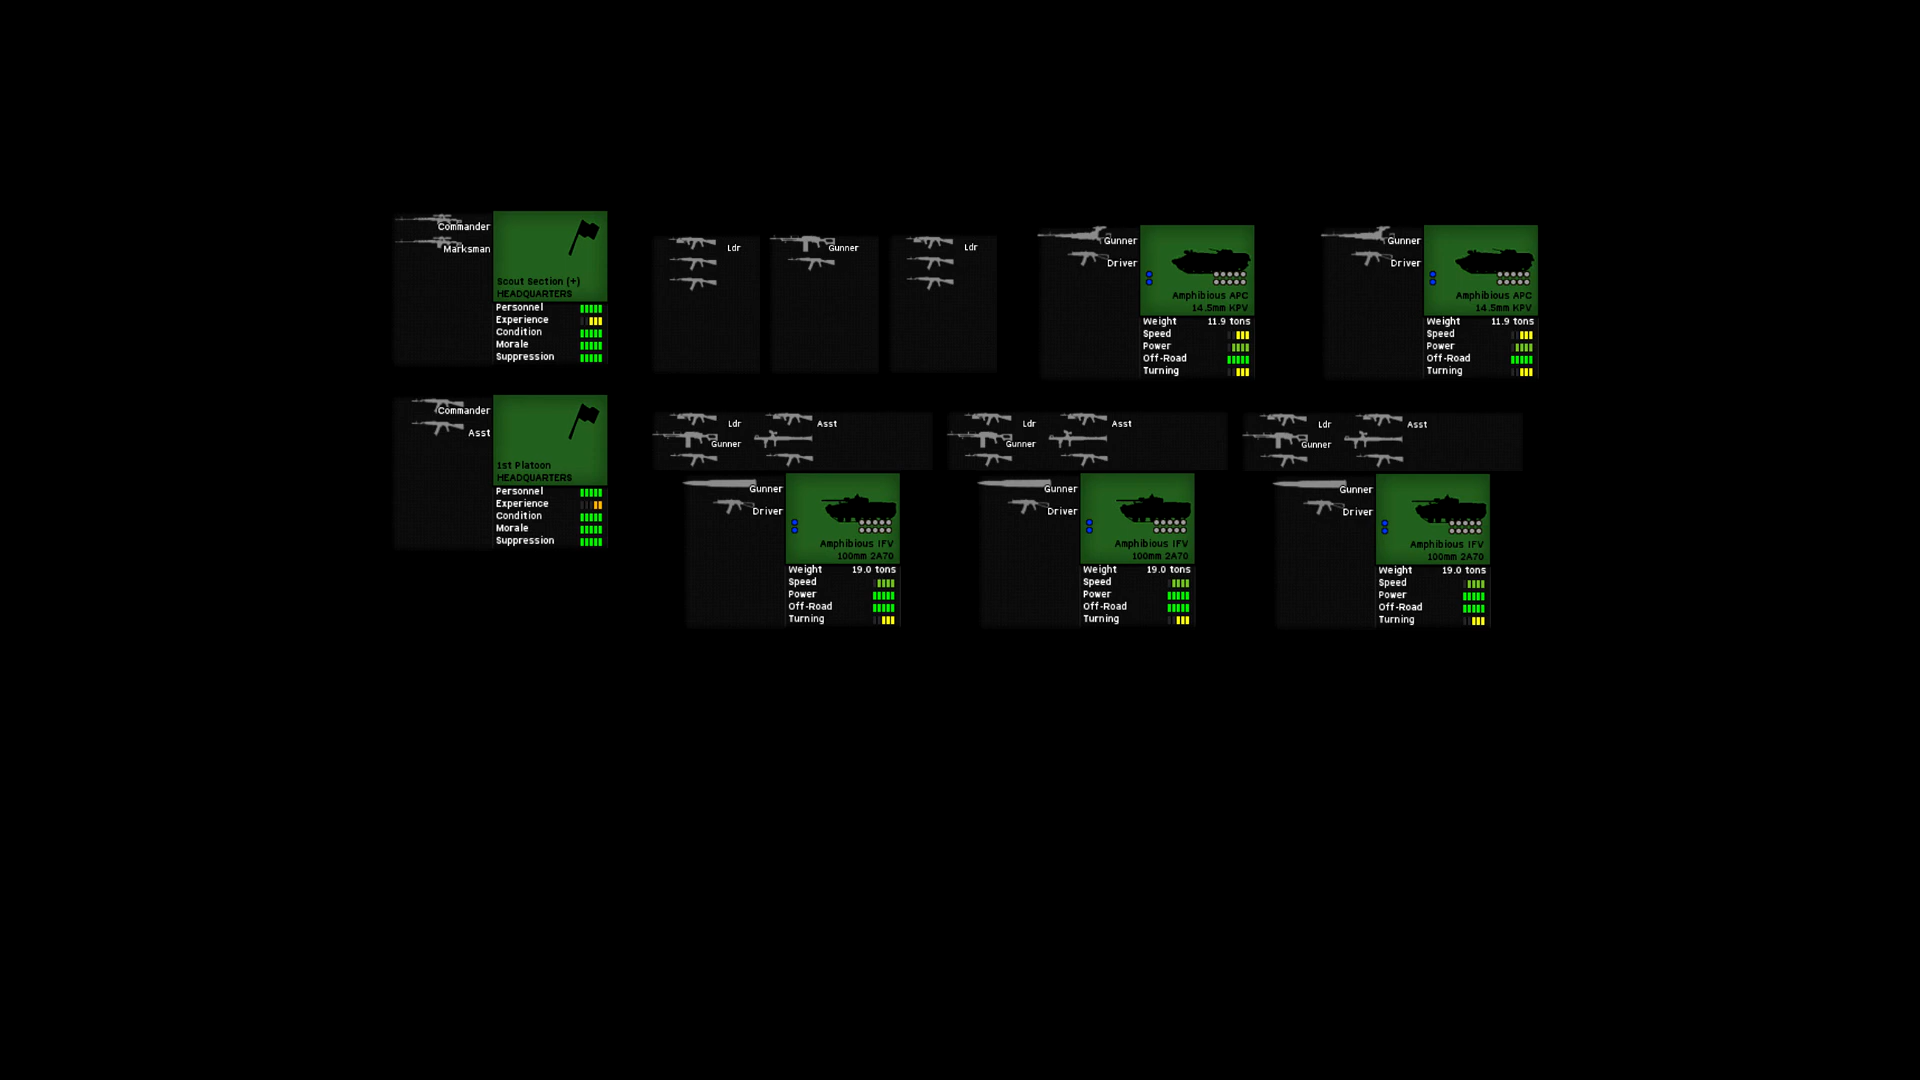 Commander
Marksman
Scout Section (+)
HEADQUARTERS
Personnel
Experience
Condition
Morale
Suppression
Ldr
Gunner
Ldr
Gunner
Driver
Amphibious APC
14.5mm KPV
Weight 11.9 tons
Speed
Power
Off-Road
Turning
Gunner
Driver
Amphibious APC
14.5mm KPV
Weight 11.9 tons
Speed
Power
Off-Road
Turning
Commander
Asst
1st Platoon
HEADQUARTERS
Personnel
Experience
Condition
Morale
Suppression
Ldr Asst
Gunner
Gunner
Driver
Amphibious IFV
100mm 2A70
Weight 19.0 tons
Speed
Power
Off-Road
Turning
Ldr Asst
Gunner
Gunner
Driver
Amphibious IFV
100mm 2A70
Weight 19.0 tons
Speed
Power
Off-Road
Turning
Ldr Asst
Gunner
Gunner
Driver
Amphibious IFV
100mm 2A70
Weight 19.0 tons
Speed
Power
Off-Road
Turning